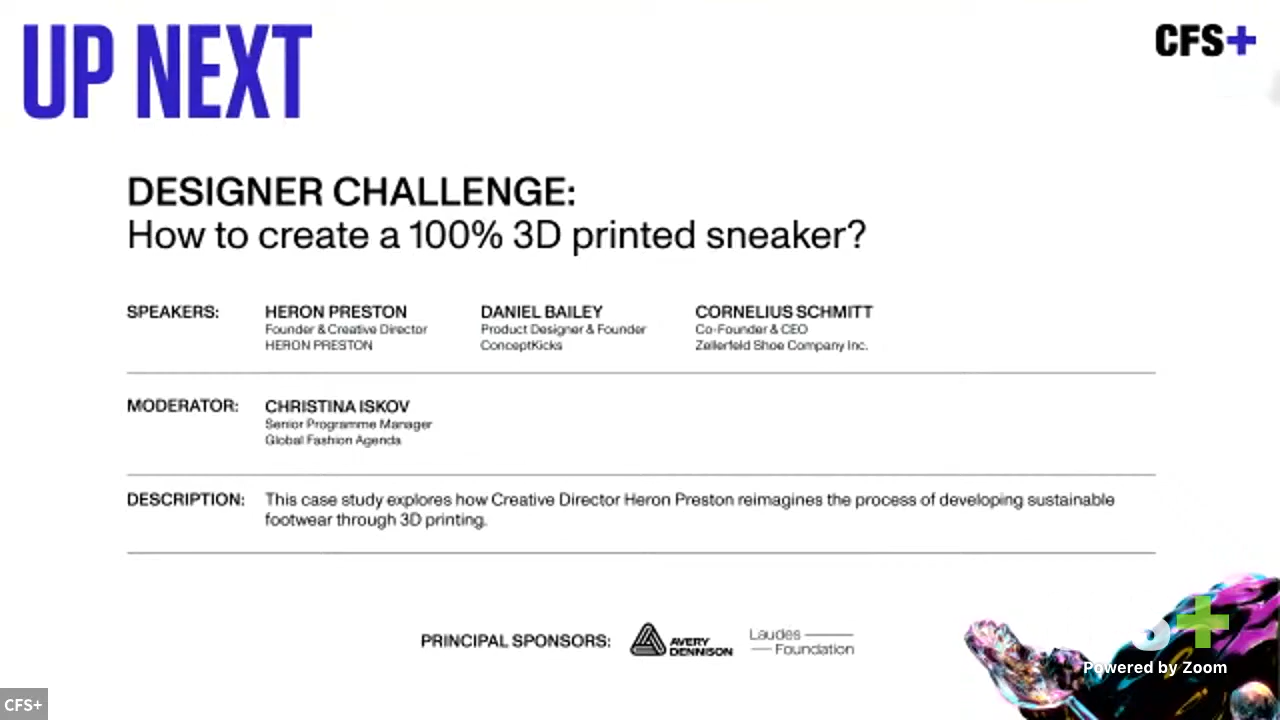 UP NEXT
CFS+
DESIGNER CHALLENGE:
How to create a 100% 3D printed sneaker?
SPEAKERS:
HERON PRESTON
Founder & Creative Director
HERON PRESTON
DANIEL BAILEY
Product Designer & Founder
ConceptKicks
CORNELIUS SCHMITT
Co-Founder & CEO
Zellerfeld Shoe Company Inc.
MODERATOR:
CHRISTINA ISKOV
Senior Programme Manager
Global Fashion Agenda
DESCRIPTION:
This case study explores how Creative Director Heron Preston reimagines the process of developing sustainable
footwear through 3D printing.
PRINCIPAL SPONSORS:
AVERY
DENNISON
Laudes
Foundation
S+
Powered by Zoom
CFS+